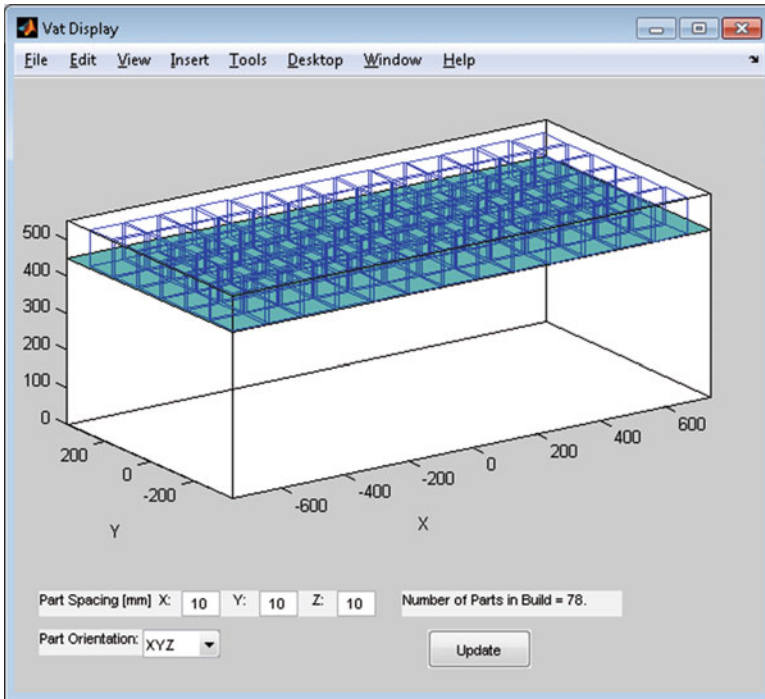 Vat Display
File Edit View Insert Tools Desktop Window Help
500
400
300
200
100
0
200
0
-200
Y
-600
-400
-200
0
200
400
600
X
Part Spacing [mm] X: 10 Y: 10 Z: 10 Number of Parts in Build = 78.
Part Orientation: XYZ Update